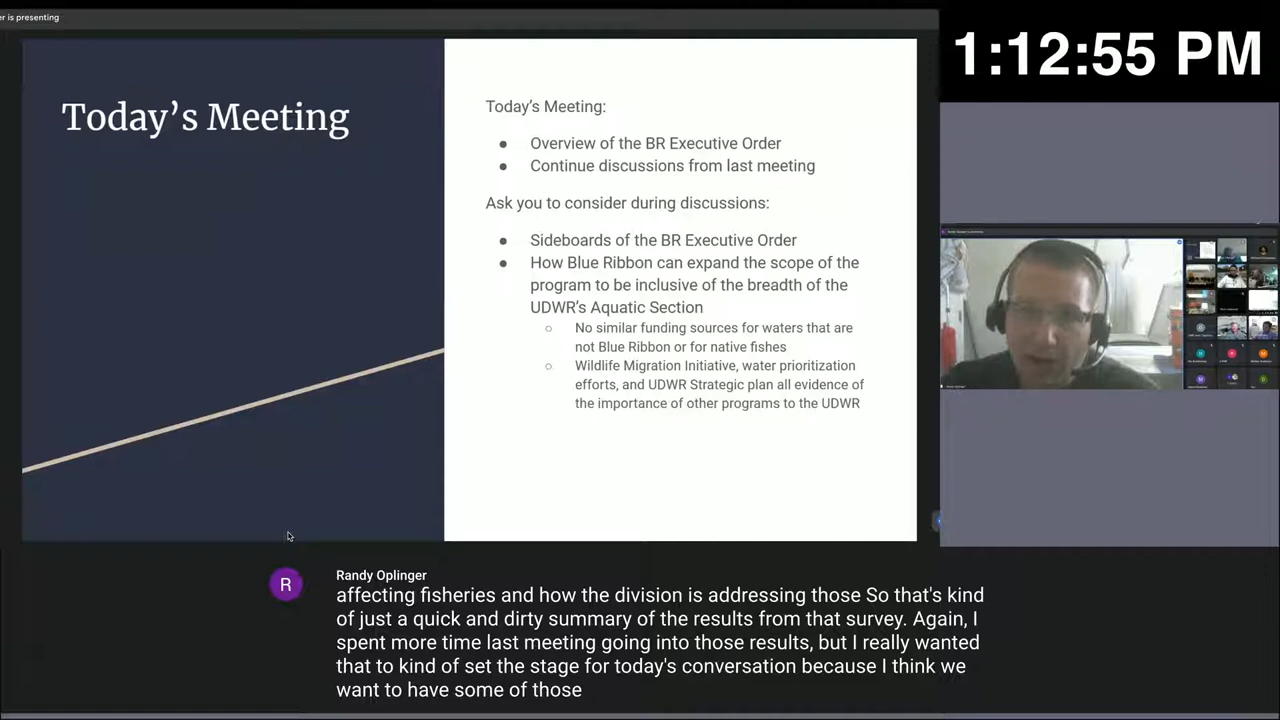 er is presenting
1:12:55 PM
Today's Meeting
Today's Meeting:
● Overview of the BR Executive Order
● Continue discussions from last meeting
Ask you to consider during discussions:
● Sideboards of the BR Executive Order
● How Blue Ribbon can expand the scope of the
program to be inclusive of the breadth of the
UDWR's Aquatic Section
○ No similar funding sources for waters that are
not Blue Ribbon or for native fishes
○ Wildlife Migration Initiative, water prioritization
efforts, and UDWR Strategic plan all evidence of
the importance of other programs to the UDWR
R
Randy Oplinger
affecting fisheries and how the division is addressing those So that's kind
of just a quick and dirty summary of the results from that survey. Again, I
spent more time last meeting going into those results, but I really wanted
that to kind of set the stage for today's conversation because I think we
want to have some of those